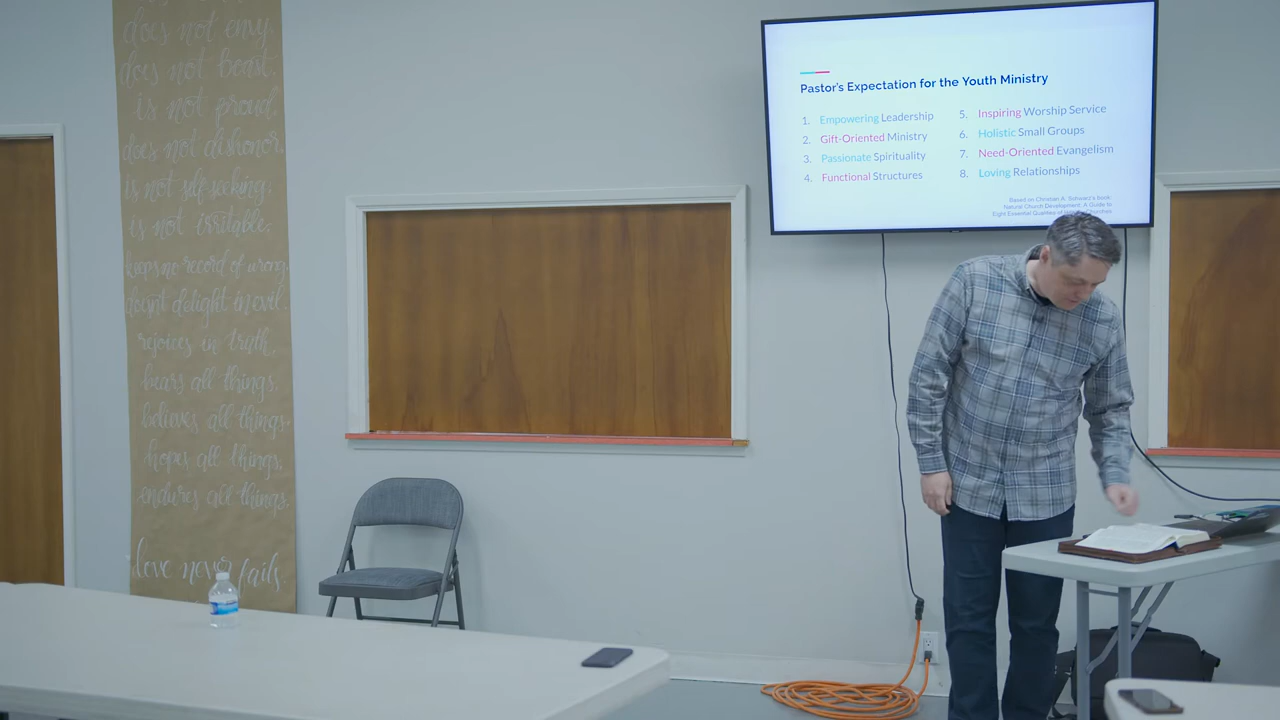 does not envy
does not boast.
is not proud.
does not dishonor.
is not self-seeking.
is not irritable.
keeps no record of wrong.
doesn't delight in evil.
rejoices in truth.
bears all things.
believes all things.
hopes all things.
endures all things.
love never fails
Pastor's Expectation for the Youth Ministry
1. Empowering Leadership
2. Gift-Oriented Ministry
3. Passionate Spirituality
4. Functional Structures
5. Inspiring Worship Service
6. Holistic Small Groups
7. Need-Oriented Evangelism
8. Loving Relationships
Based on Christian A. Schwarz's book:
Natural Church Development: A Guide to
Eight Essential Qualities of Churches